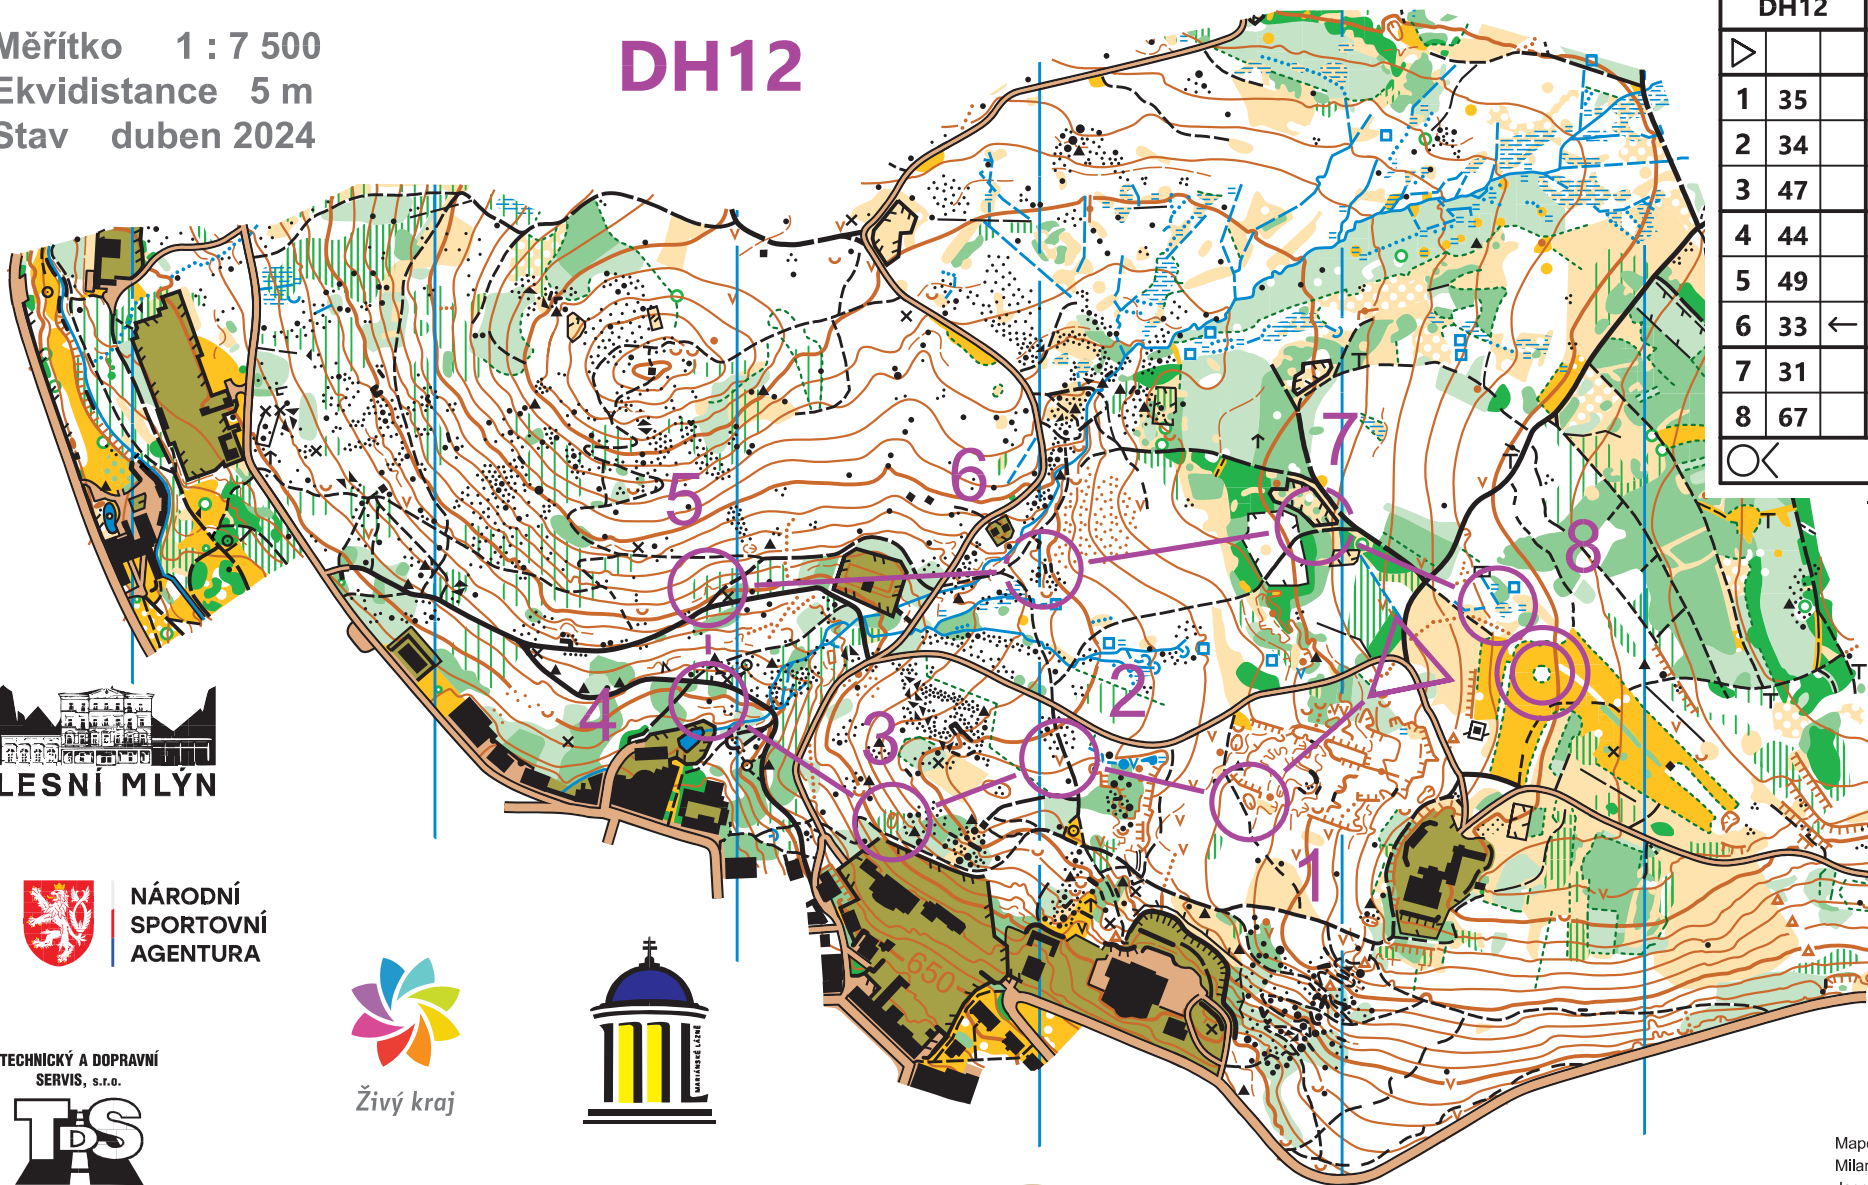 Měřítko 1 : 7 500
Ekvidistance 5 m
Stav duben 2024
DH12
DH12
1 35
2 34
3 47
4 44
5 49
6 33 ←
7 31
8 67
7
6
5
8
2
4
3
1
650
LESNÍ MLÝN
NÁRODNÍ
SPORTOVNÍ
AGENTURA
Živý kraj
MARIÁNSKÉ LÁZNĚ
TECHNICKÝ A DOPRAVNÍ
SERVIS, s.r.o.
TDS